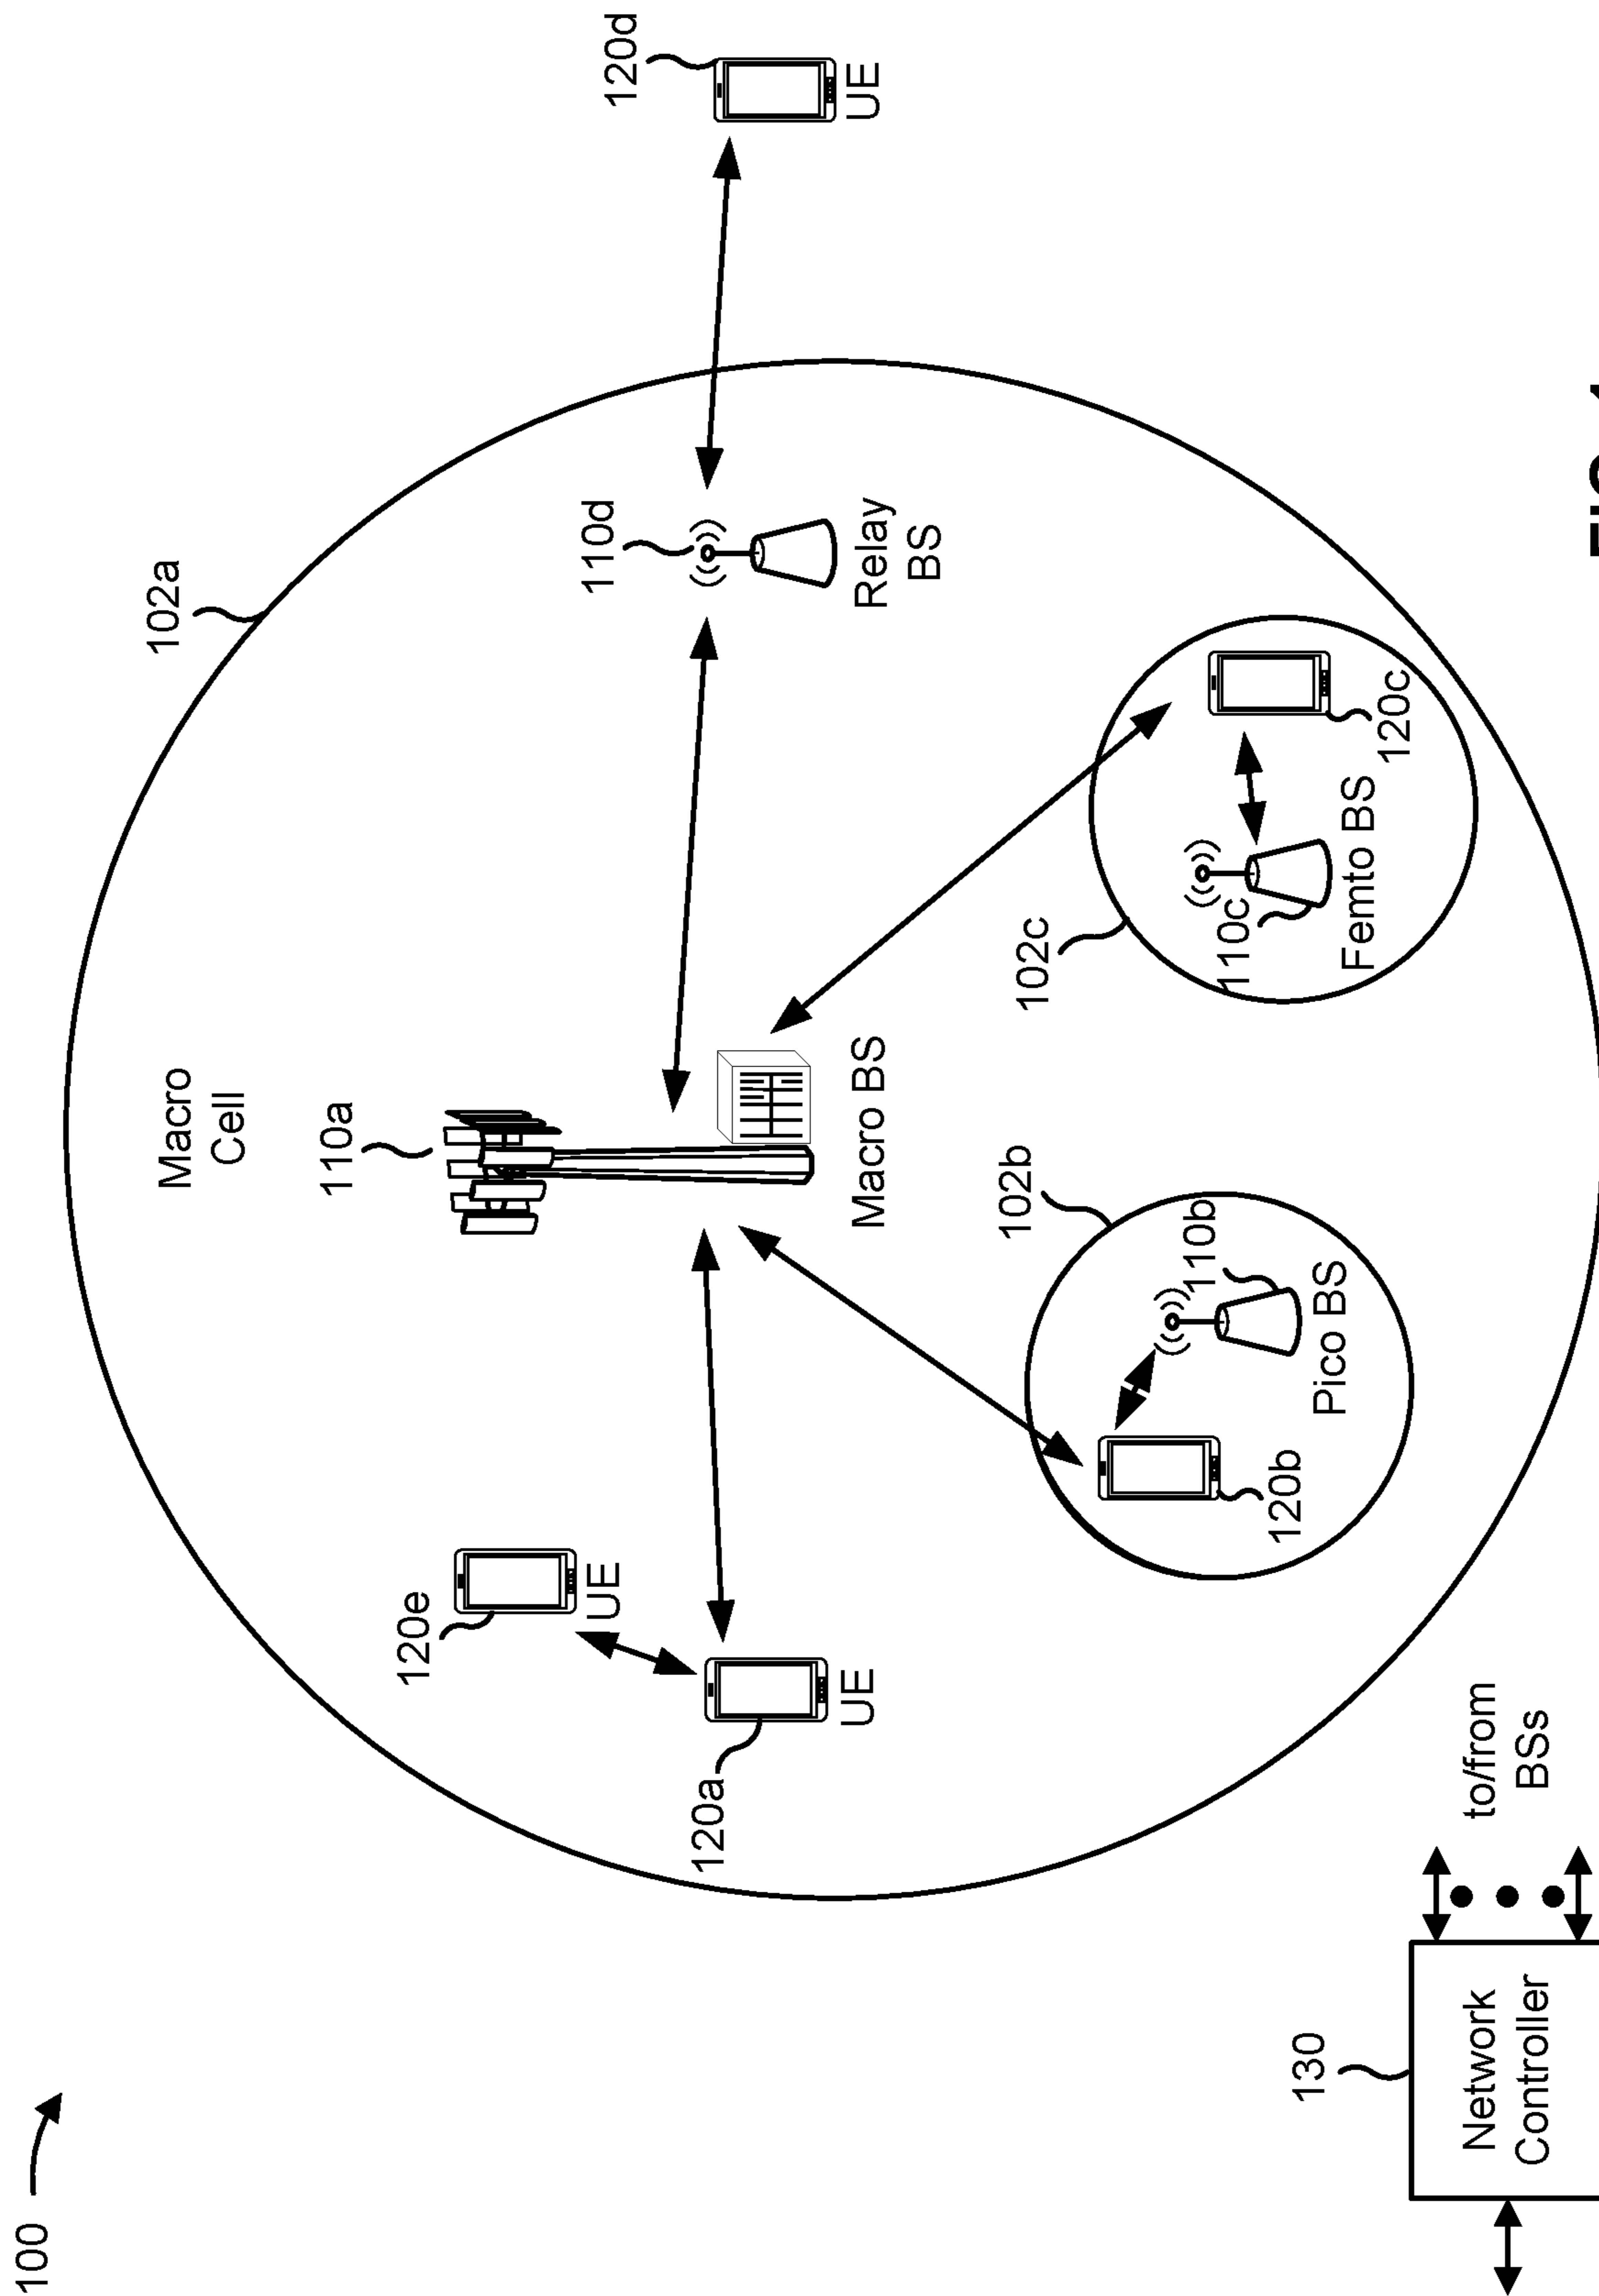 100
Macro
Cell
102a
110a
120e
UE
110d
120d
120a
UE
Macro BS
Relay
BS
UE
102b
102c
110b
110c
120b
Pico BS
Femto BS
120c
130
Network
Controller
to/from
BSs